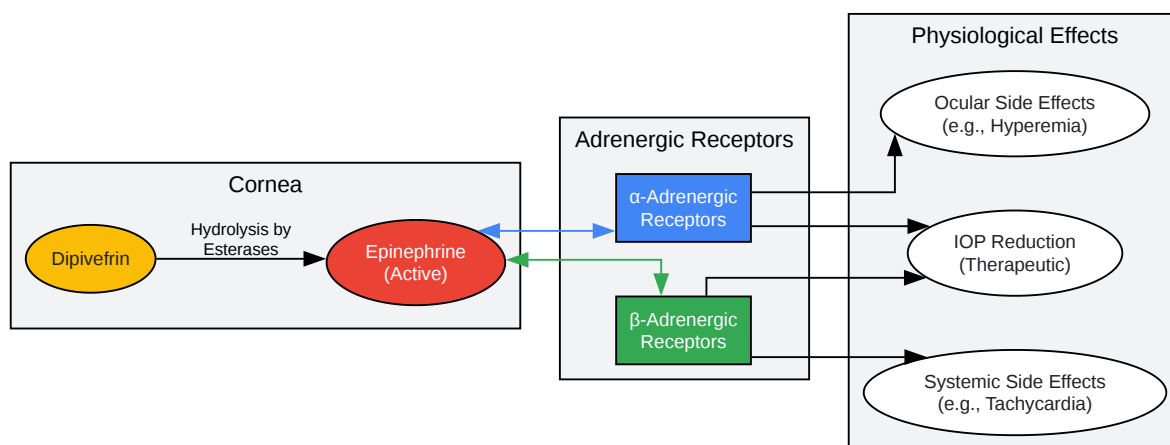 Cornea
Dipivefrin
Hydrolysis by
Esterases
Epinephrine
(Active)
Adrenergic Receptors
α-Adrenergic
Receptors
β-Adrenergic
Receptors
Physiological Effects
Ocular Side Effects
(e.g., Hyperemia)
IOP Reduction
(Therapeutic)
Systemic Side Effects
(e.g., Tachycardia)